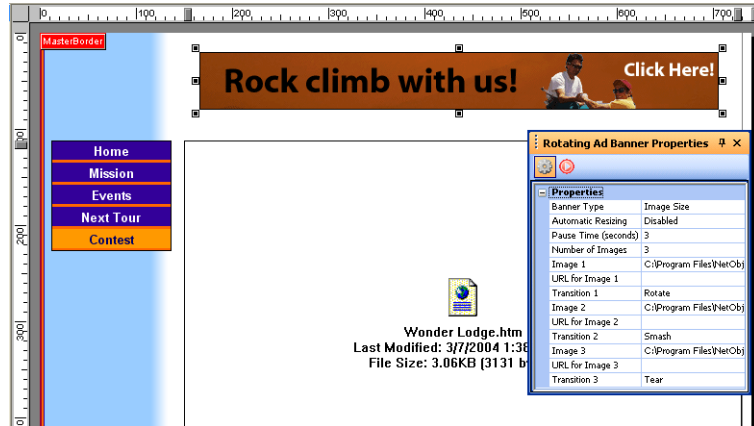 0 100 200 300 400 500 600 700
MasterBorder
Rock climb with us!
Click Here!
Home
Mission
Events
Next Tour
Contest
Rotating Ad Banner Properties
Properties
Banner Type Image Size
Automatic Resizing Disabled
Pause Time (seconds) 3
Number of Images 3
Image 1 C:\Program Files\NetObj
URL for Image 1
Transition 1 Rotate
Image 2 C:\Program Files\NetObj
URL for Image 2
Transition 2 Smash
Image 3 C:\Program Files\NetObj
URL for Image 3
Transition 3 Tear
200
300
Wonder Lodge.htm
Last Modified: 3/7/2004 1:38
File Size: 3.06KB (3131 b